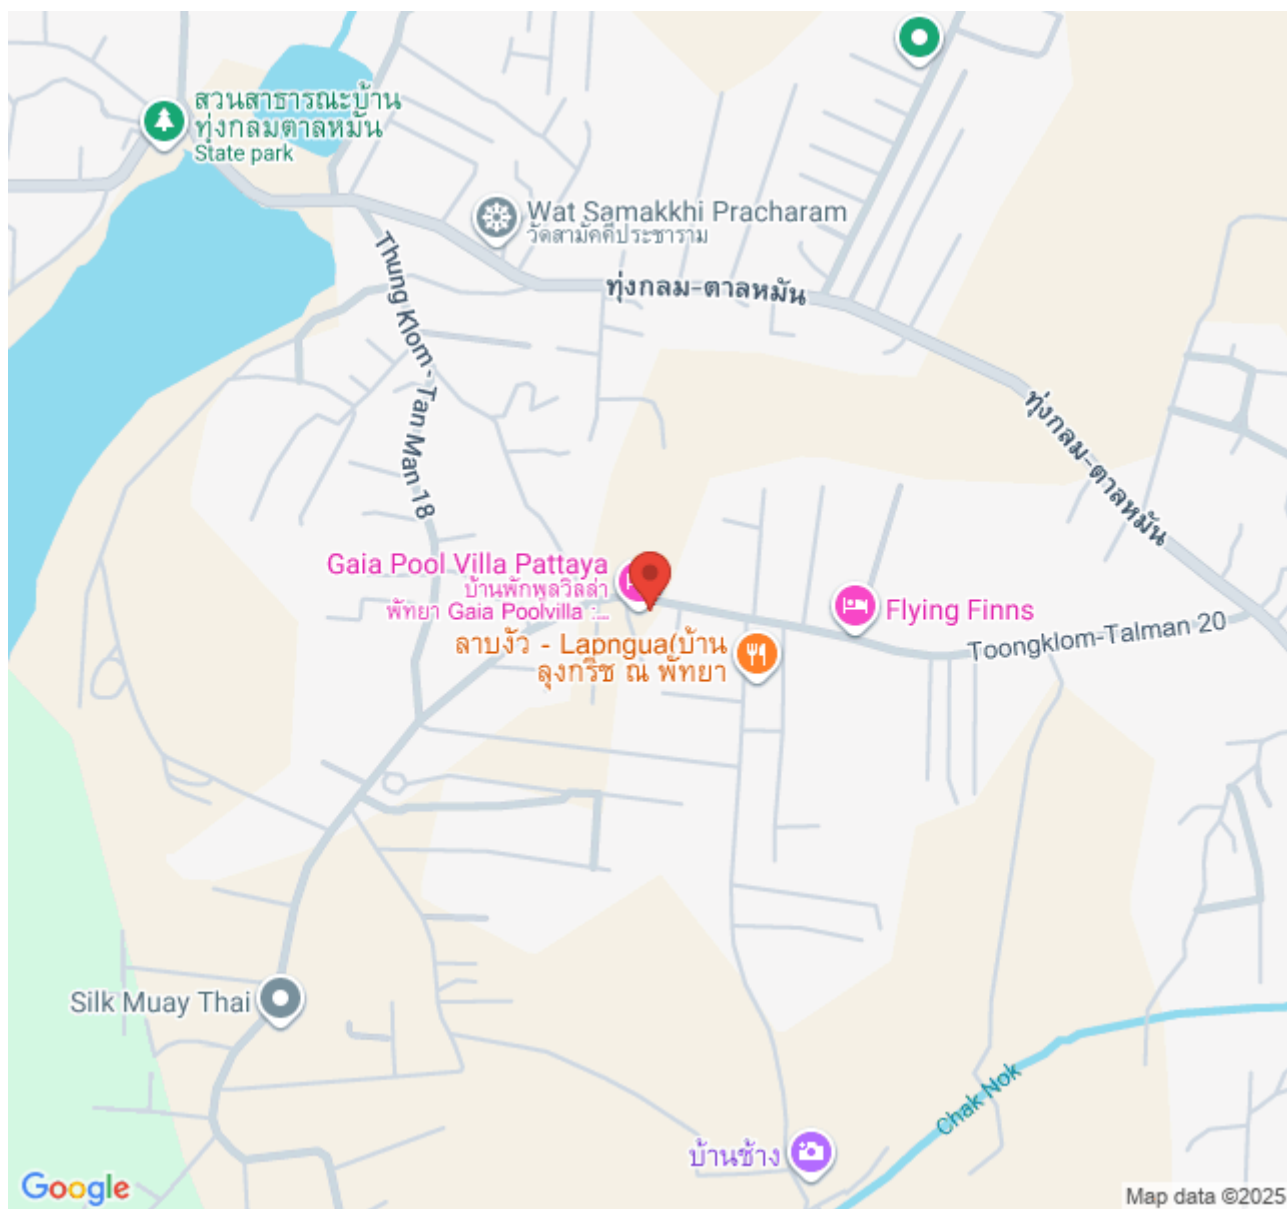 สวนสาธารณะบ้าน
ทุ่งกลมตาลหมัน
State park
Wat Samakkhi Pracharam
วัดสามัคคีประชาราม
ทุ่งกลม-ตาลหมัน
Thung Klom - Tan Man 18
ทุ่งกลม-ตาลหมัน
Gaia Pool Villa Pattaya
บ้านพักพูลวิลล่า
พัทยา Gaia Poolvilla :...
Flying Finns
Toongklom-Talman 20
ลาบงัว - Lapngua(บ้าน
ลุงกริช ณ พัทยา
Silk Muay Thai
Chak Nok
บ้านช้าง
Google
Map data ©2025